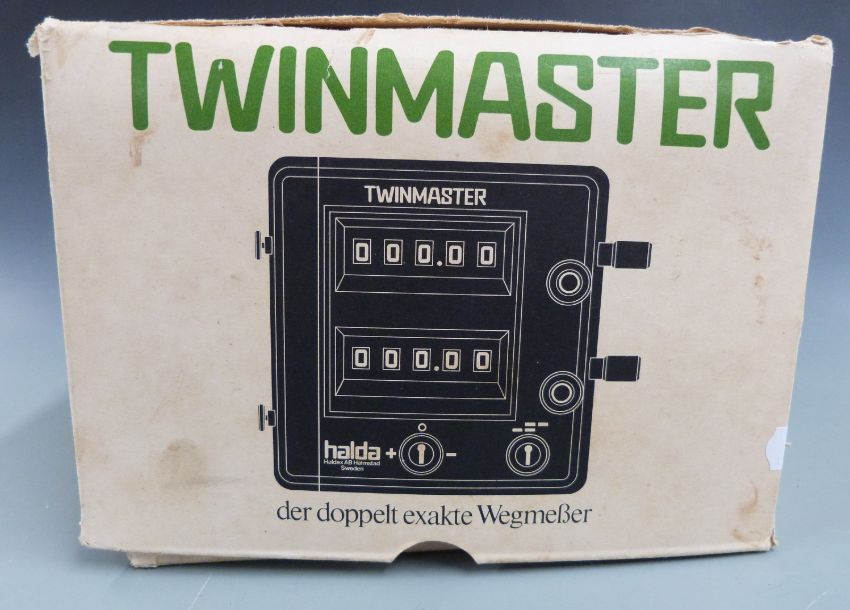 TWINMASTER
TWINMASTER
000.00
000.00
halda + O -
Haldex AB Halmstad
Sweden
der doppelt exakte Wegmeßer